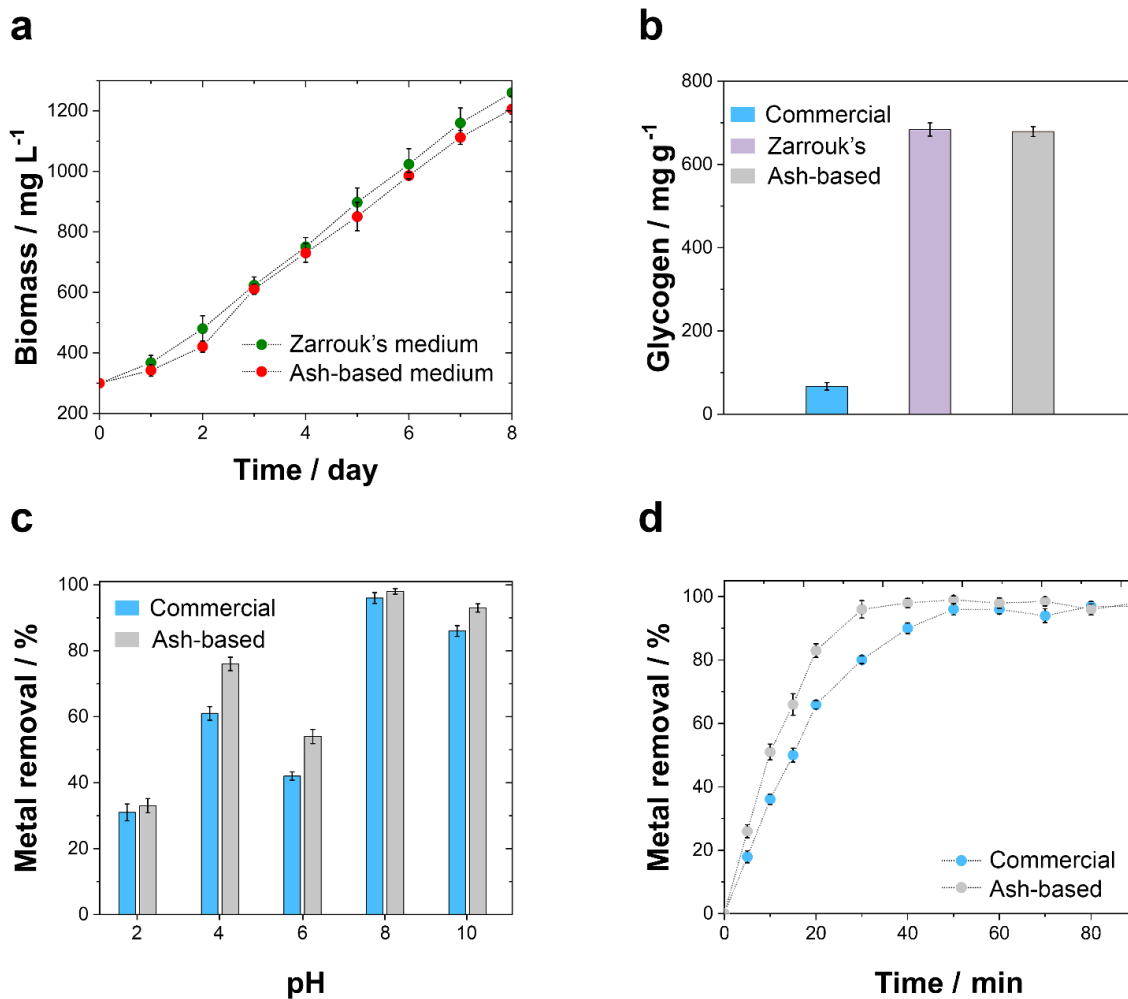 a
Biomass / mg L⁻¹
1200
1000
800
600
400
200
Zarrouk's medium
Ash-based medium
0 2 4 6 8
Time / day
b
Glycogen / mg g⁻¹
800
600
400
200
0
Commercial
Zarrouk's
Ash-based
c
Metal removal / %
100
80
60
40
20
0
Commercial
Ash-based
2 4 6 8 10
pH
d
Metal removal / %
100
80
60
40
20
0
Commercial
Ash-based
0 20 40 60 80
Time / min